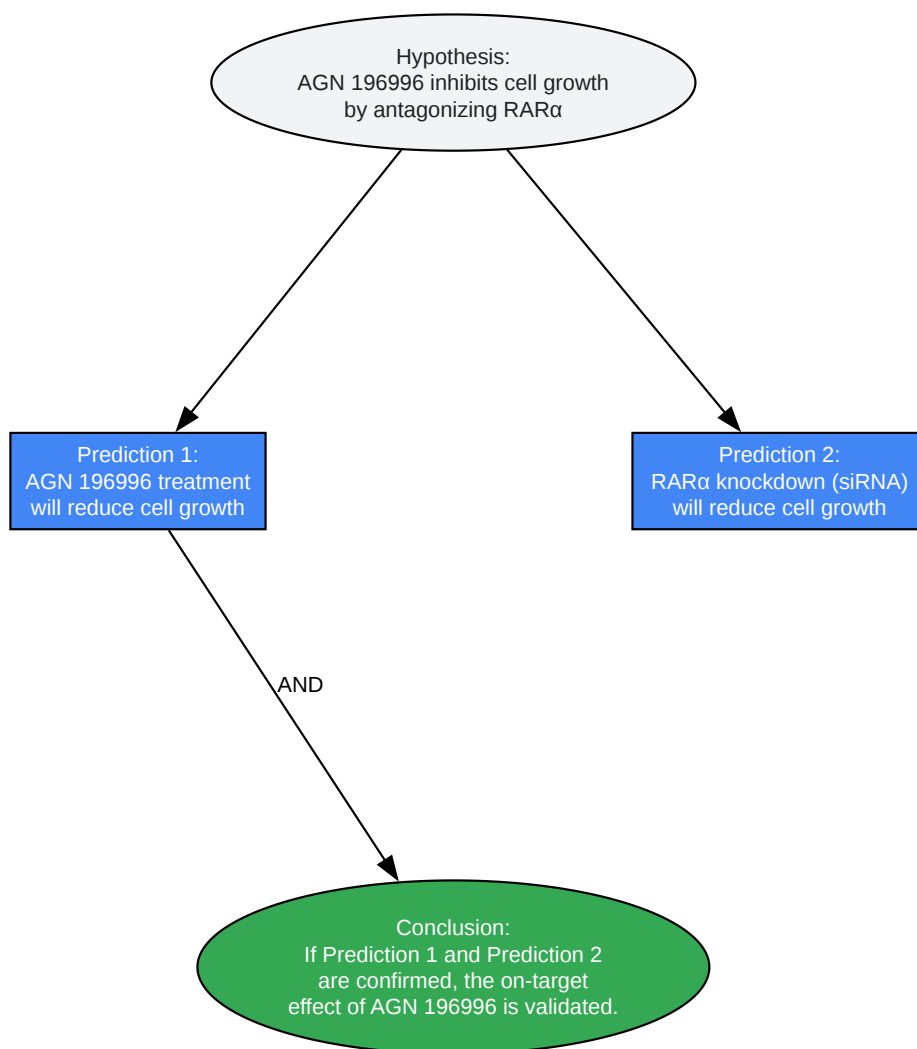 Hypothesis:
AGN 196996 inhibits cell growth
by antagonizing RARα
Prediction 1:
AGN 196996 treatment
will reduce cell growth
Prediction 2:
RARα knockdown (siRNA)
will reduce cell growth
AND
Conclusion:
If Prediction 1 and Prediction 2
are confirmed, the on-target
effect of AGN 196996 is validated.